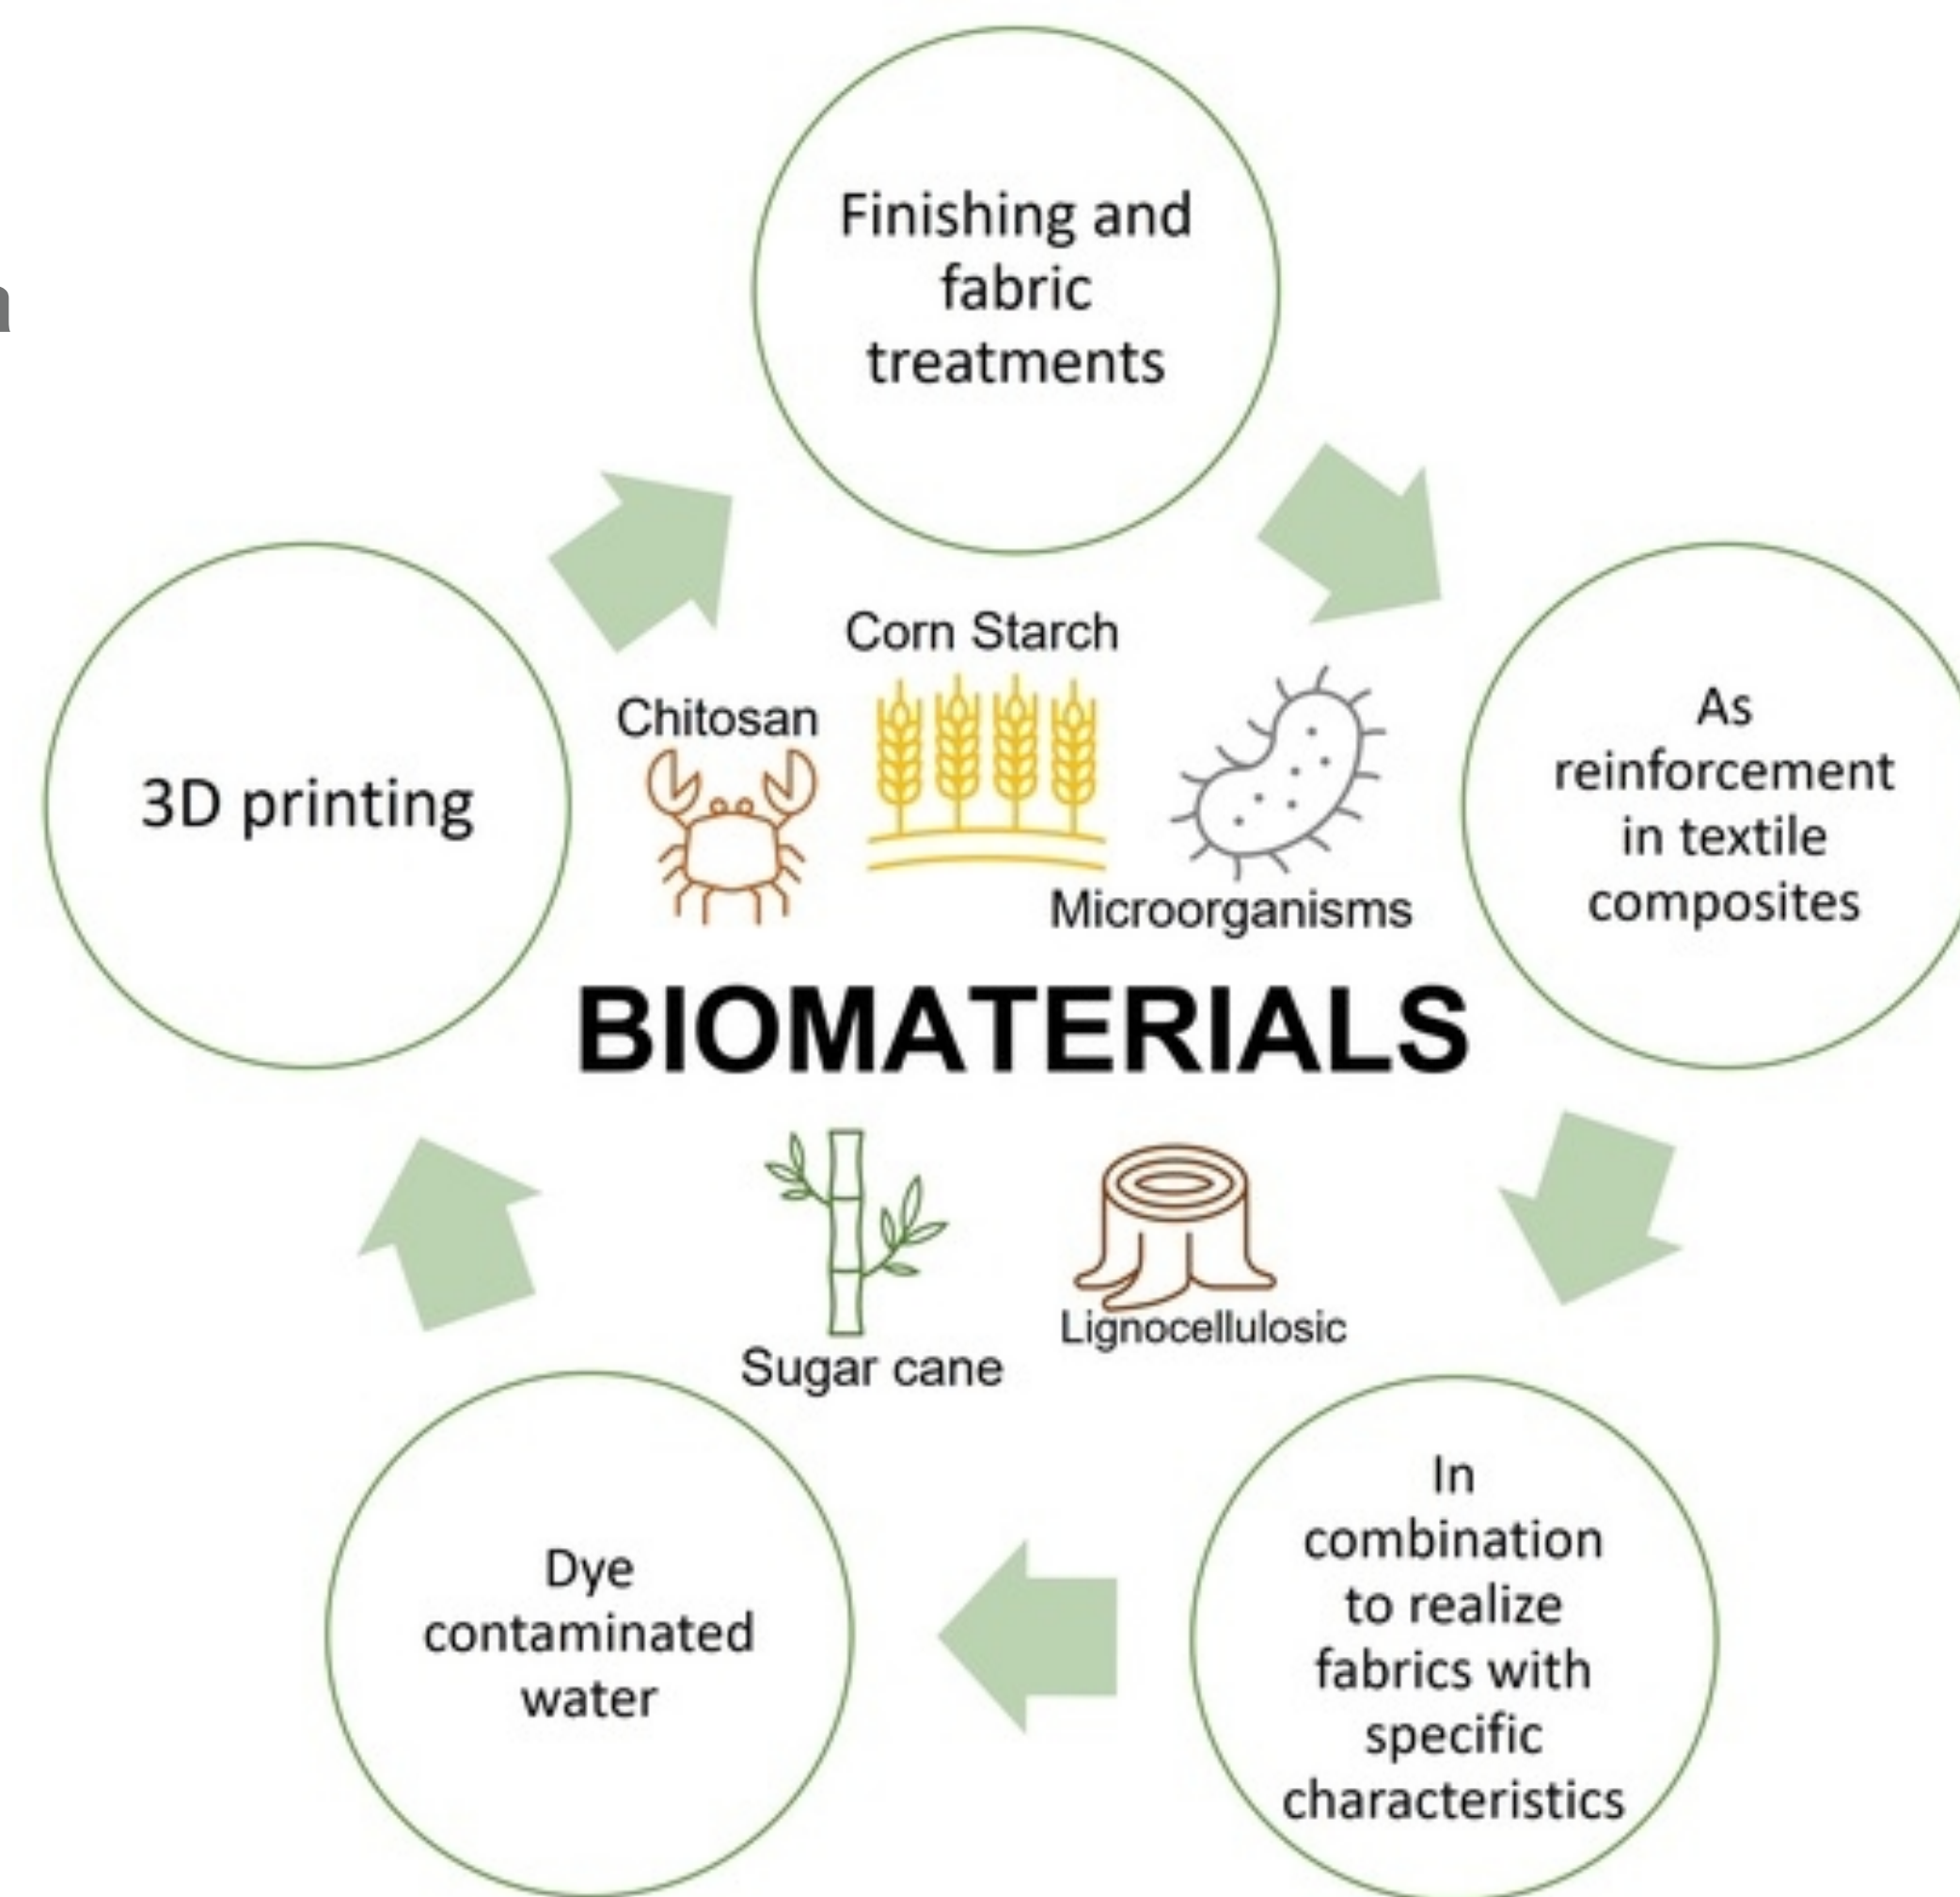 Finishing and
fabric
treatments
3D printing
Corn Starch
Chitosan
Microorganisms
As
reinforcement
in textile
composites
BIOMATERIALS
Sugar cane
Lignocellulosic
Dye
contaminated
water
In
combination
to realize
fabrics with
specific
characteristics